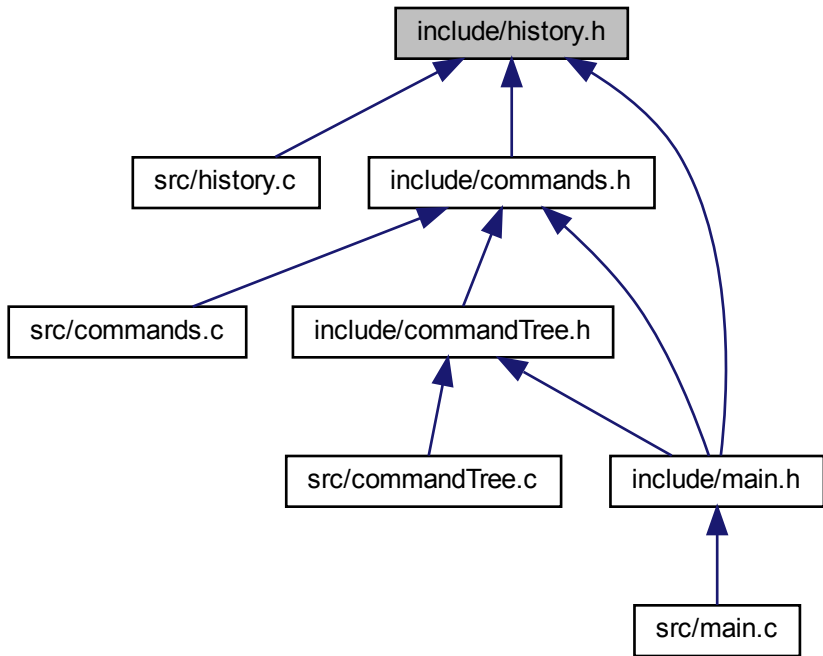 include/history.h
src/history.c
include/commands.h
src/commands.c
include/commandTree.h
src/commandTree.c
include/main.h
src/main.c